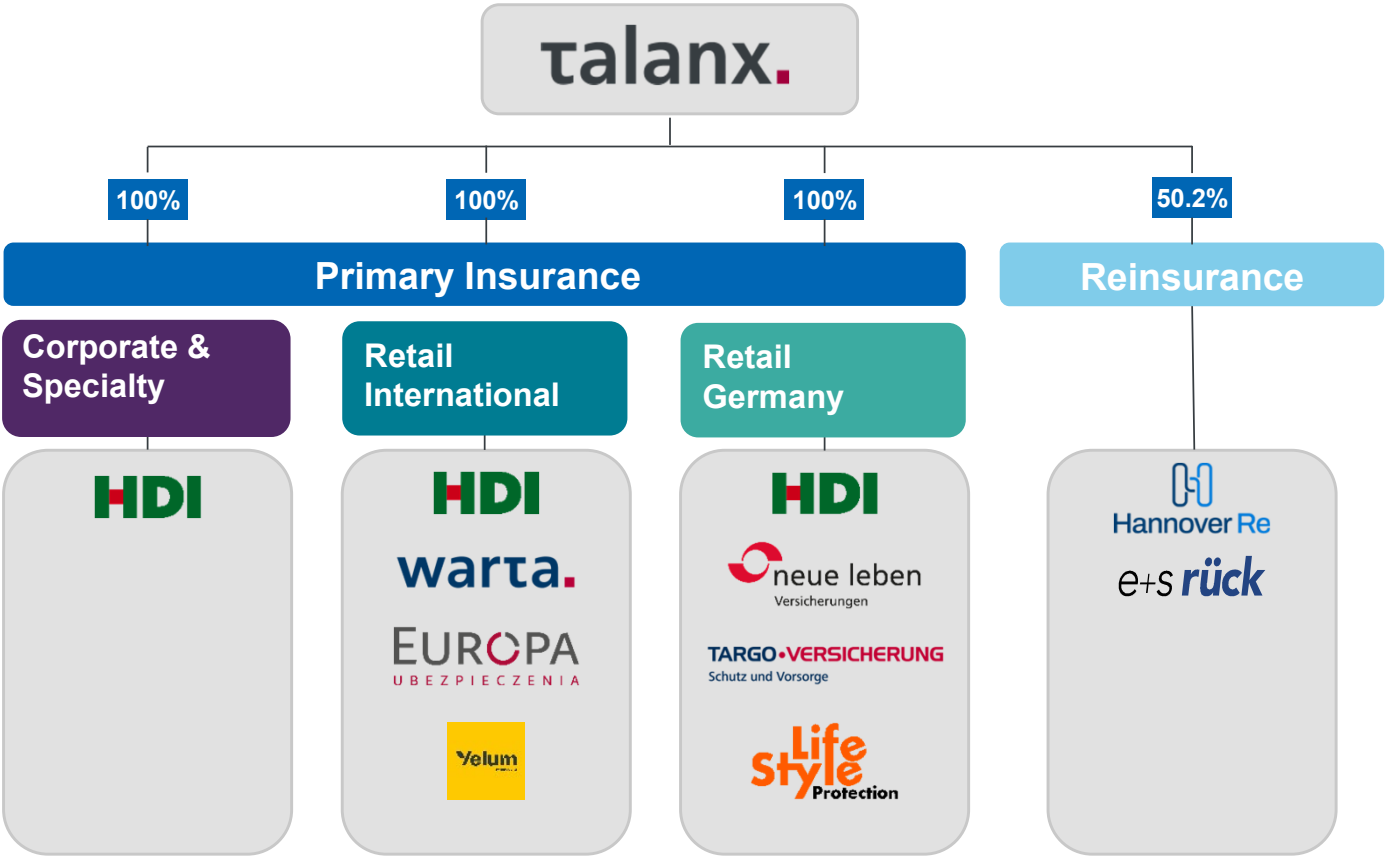 talanx.
100%
100%
100%
50.2%
Primary Insurance
Reinsurance
Corporate &
Specialty
Retail
International
Retail
Germany
HDI
HDI
warta.
EUROPA
UBEZPIECZENIA
Yelum
HDI
neue leben
Versicherungen
TARGO•VERSICHERUNG
Schutz und Vorsorge
Life
Style
Protection
Hannover Re
e+s rück